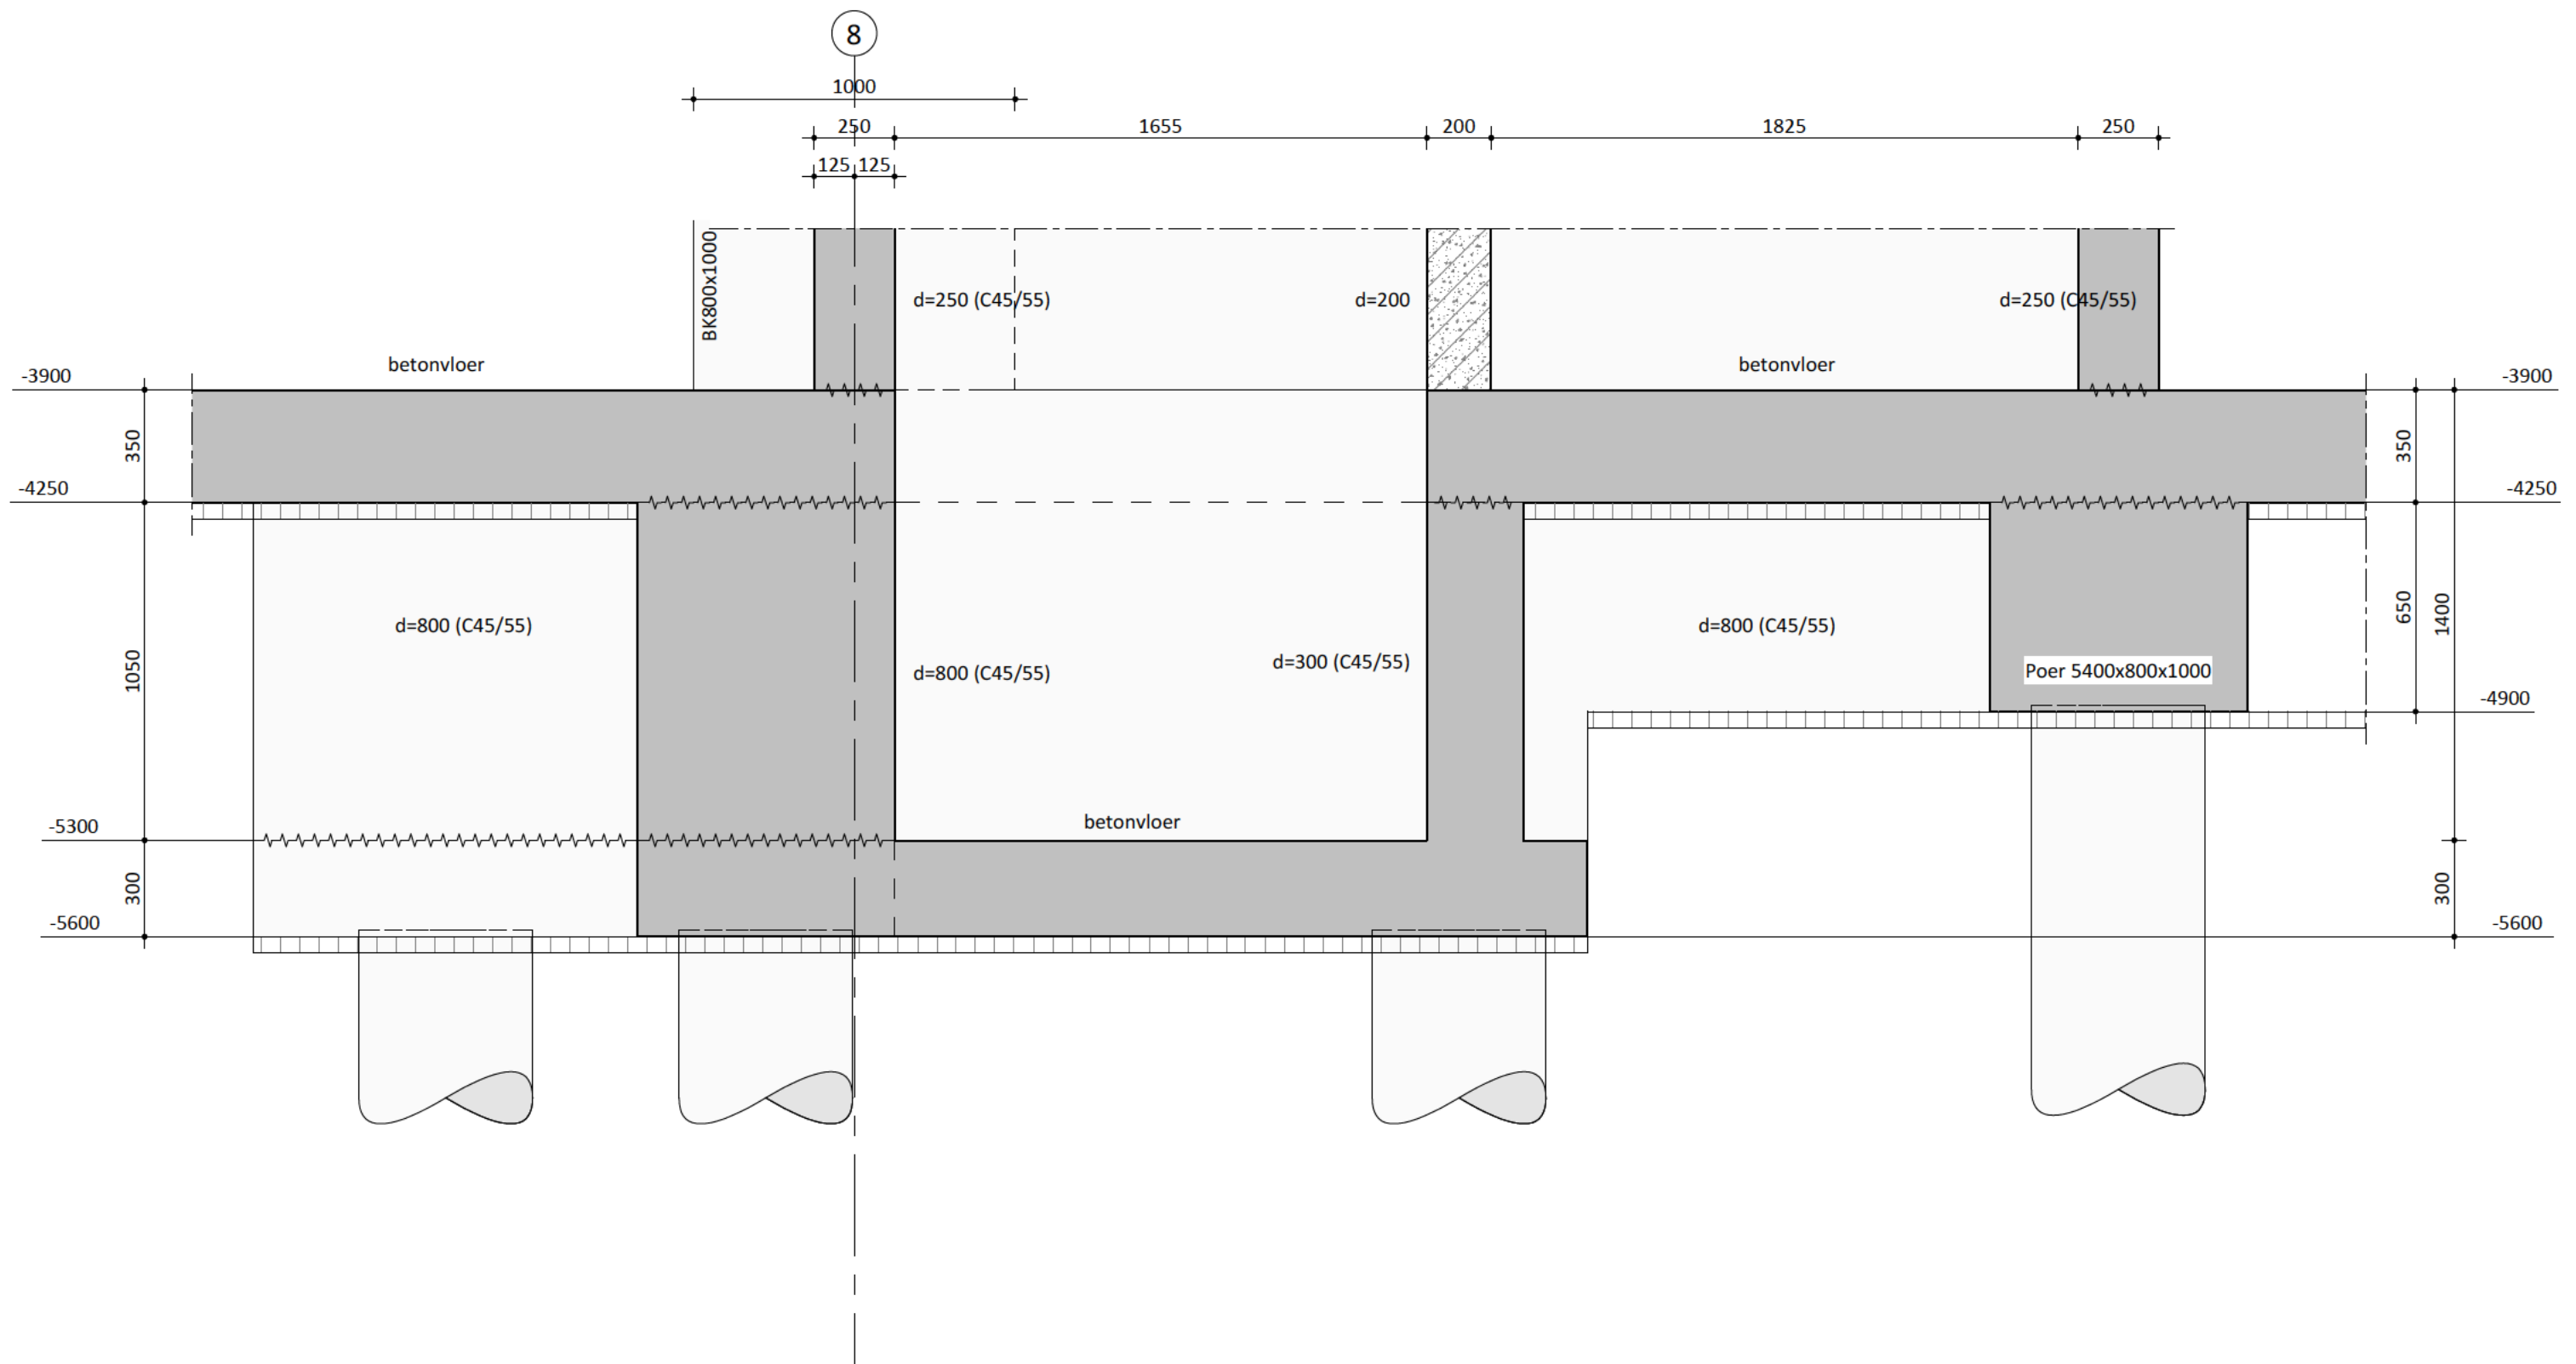 8
1000
250 1655 200 1825 250
125 125
BK800x1000
d=250 (C45/55) d=200 d=250 (C45/55)
betonvloer betonvloer
-3900 -3900
350 350
-4250 -4250
d=800 (C45/55) d=800 (C45/55)
650 1400
1050
d=800 (C45/55) d=300 (C45/55)
Poer 5400x800x1000
-4900
betonvloer
-5300
300 300
-5600 -5600